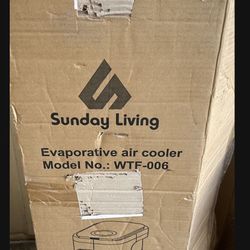 Sunday Living
Evaporative air cooler
Model No.: WTF-006